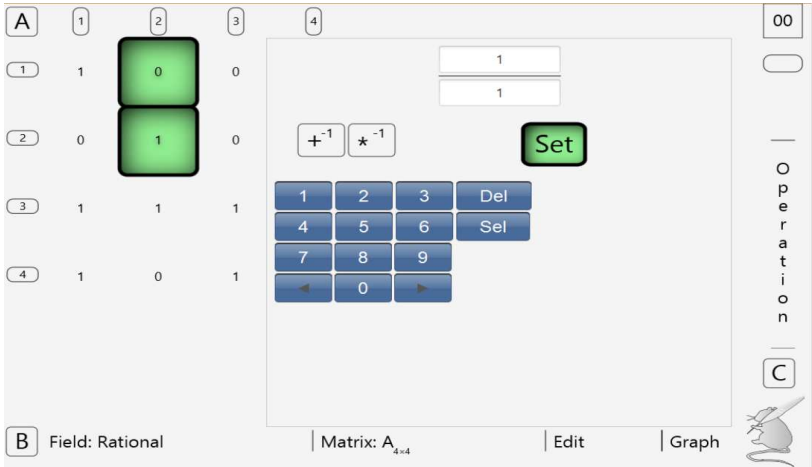 A 1 2 3 4 00
1 1 0 0
1
1
2 0 1 0
+-1 *-1 Set
3 1 1 1
1 2 3 Del
4 5 6 Sel
7 8 9
◄ 0 ►
4 1 0 1
Operation
C
B Field: Rational Matrix: A4×4 Edit Graph